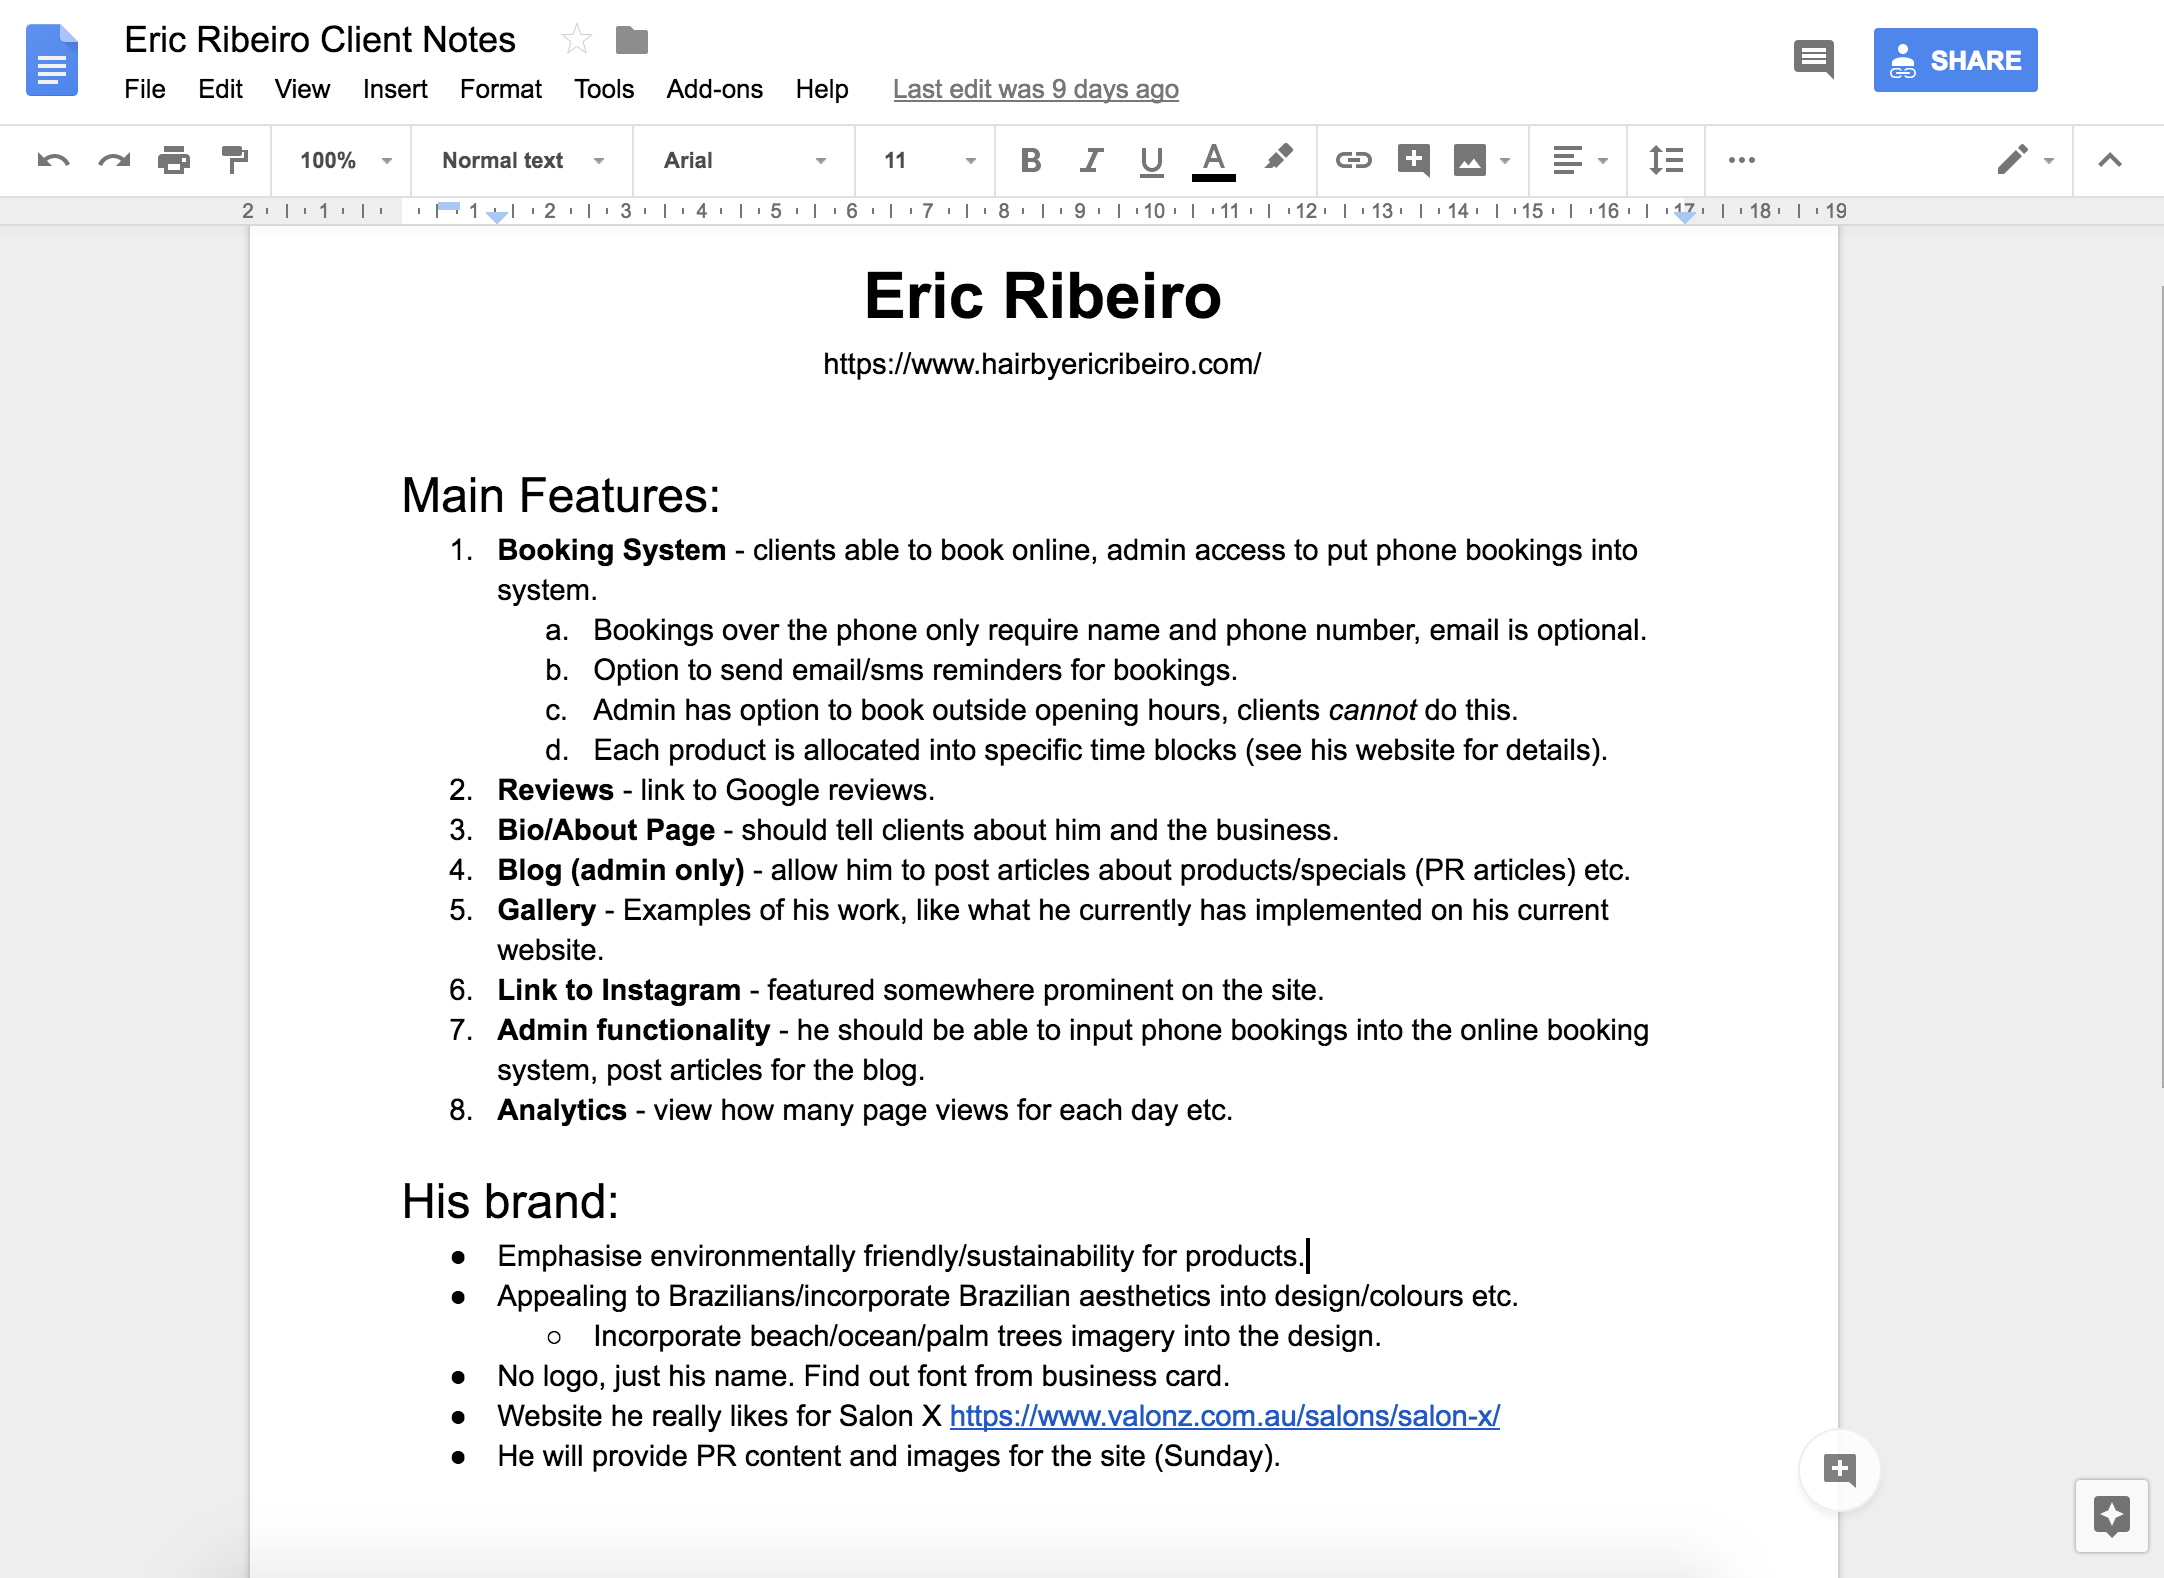 Eric Ribeiro Client Notes
File Edit View Insert Format Tools Add-ons Help Last edit was 9 days ago
SHARE
100% Normal text Arial 11 B I U A
2 1 1 2 3 4 5 6 7 8 9 10 11 12 13 14 15 16 17 18 19
Eric Ribeiro
https://www.hairbyericribeiro.com/
Main Features:
1. Booking System - clients able to book online, admin access to put phone bookings into
system.
a. Bookings over the phone only require name and phone number, email is optional.
b. Option to send email/sms reminders for bookings.
c. Admin has option to book outside opening hours, clients cannot do this.
d. Each product is allocated into specific time blocks (see his website for details).
2. Reviews - link to Google reviews.
3. Bio/About Page - should tell clients about him and the business.
4. Blog (admin only) - allow him to post articles about products/specials (PR articles) etc.
5. Gallery - Examples of his work, like what he currently has implemented on his current
website.
6. Link to Instagram - featured somewhere prominent on the site.
7. Admin functionality - he should be able to input phone bookings into the online booking
system, post articles for the blog.
8. Analytics - view how many page views for each day etc.
His brand:
● Emphasise environmentally friendly/sustainability for products.
● Appealing to Brazilians/incorporate Brazilian aesthetics into design/colours etc.
○ Incorporate beach/ocean/palm trees imagery into the design.
● No logo, just his name. Find out font from business card.
● Website he really likes for Salon X https://www.valonz.com.au/salons/salon-x/
● He will provide PR content and images for the site (Sunday).